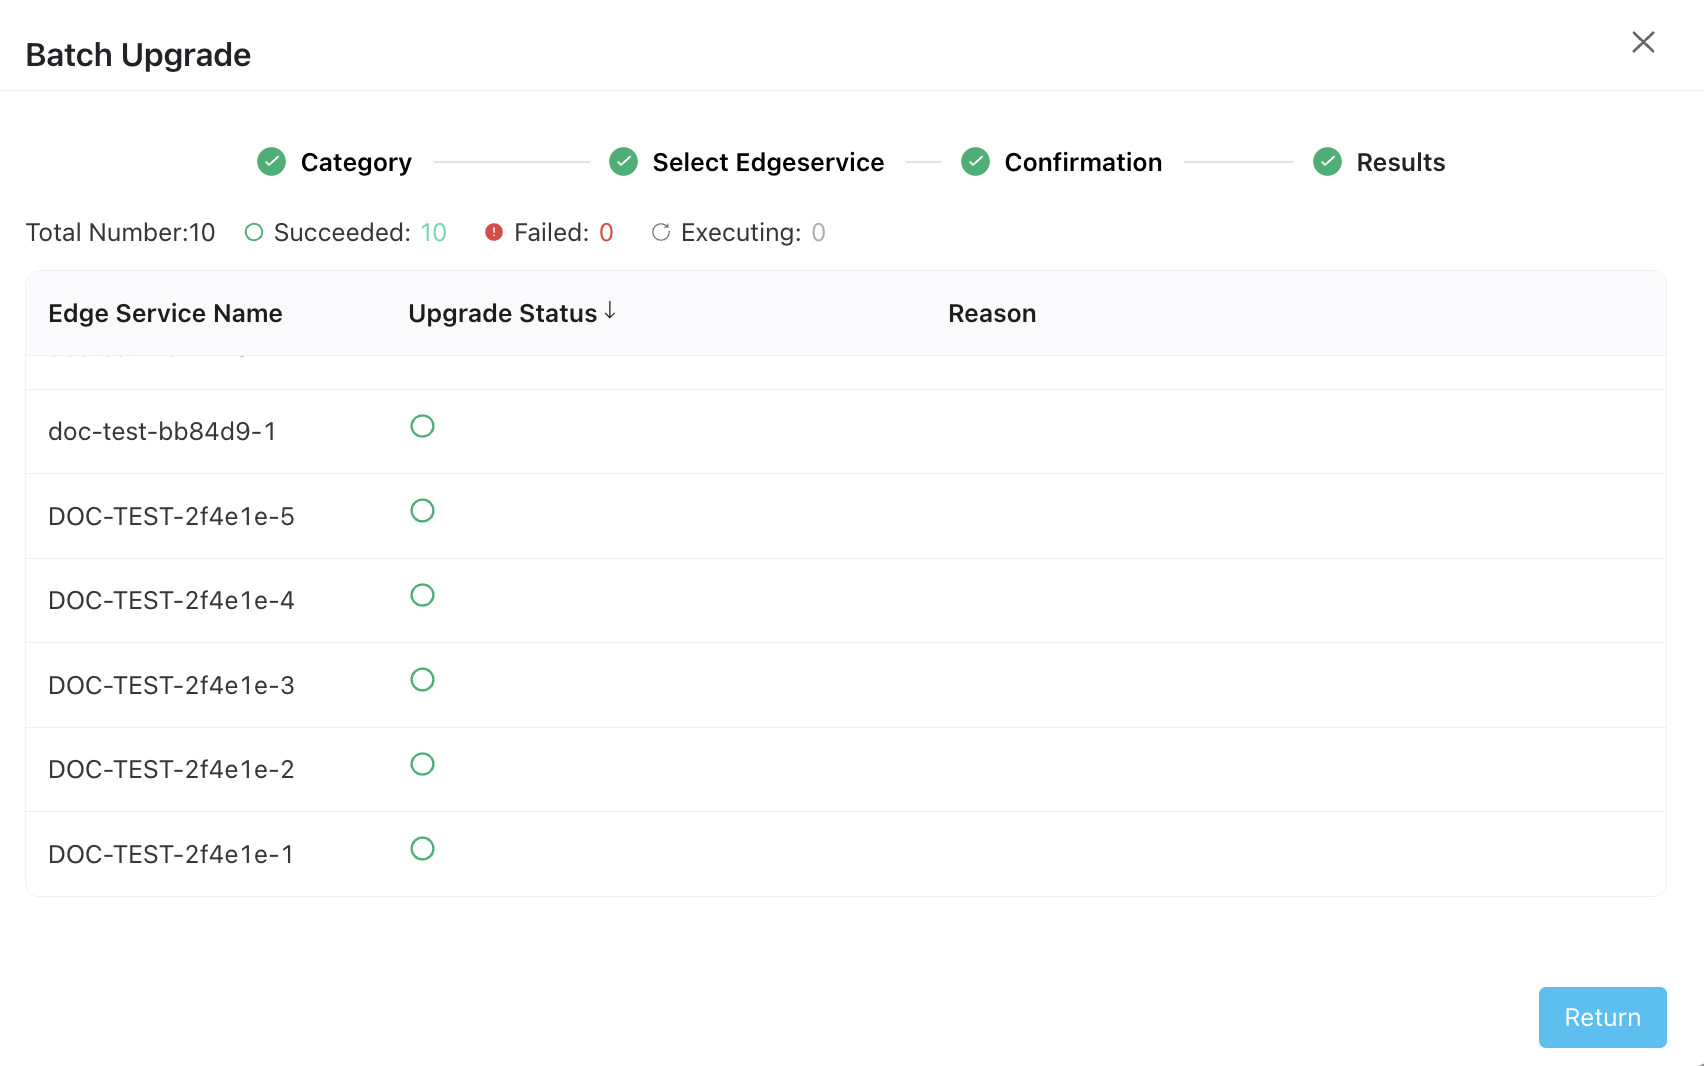 Batch Upgrade
Category Select Edgeservice Confirmation Results
Total Number:10 Succeeded: 10 Failed: 0 Executing: 0
Edge Service Name Upgrade Status Reason
doc-test-bb84d9-1
DOC-TEST-2f4e1e-5
DOC-TEST-2f4e1e-4
DOC-TEST-2f4e1e-3
DOC-TEST-2f4e1e-2
DOC-TEST-2f4e1e-1
Return